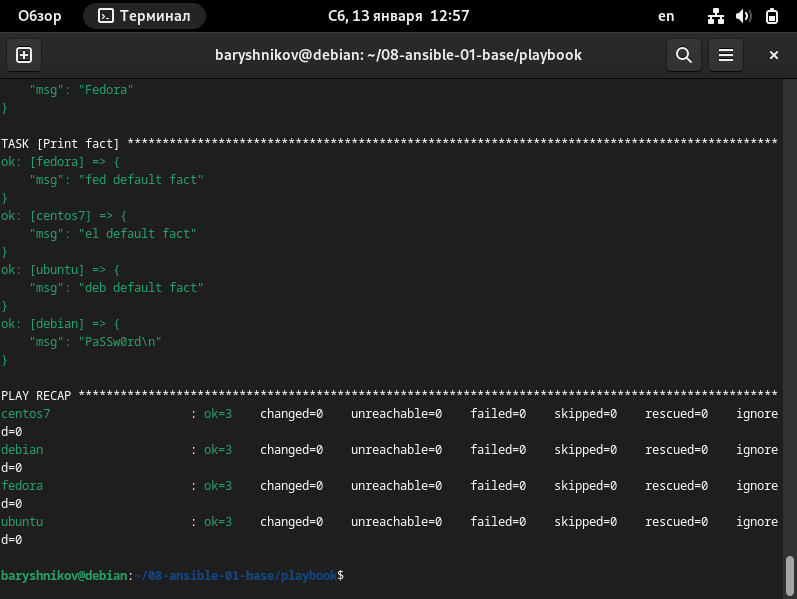 Обзор Терминал Сб, 13 января 12:57 en
baryshnikov@debian: ~/08-ansible-01-base/playbook
    "msg": "Fedora"
}

TASK [Print fact] *********************************************************************************************
ok: [fedora] => {
    "msg": "fed default fact"
}
ok: [centos7] => {
    "msg": "el default fact"
}
ok: [ubuntu] => {
    "msg": "deb default fact"
}
ok: [debian] => {
    "msg": "PaSSw0rd\n"
}

PLAY RECAP ****************************************************************************************************
centos7                    : ok=3    changed=0    unreachable=0    failed=0    skipped=0    rescued=0    ignore
d=0
debian                     : ok=3    changed=0    unreachable=0    failed=0    skipped=0    rescued=0    ignore
d=0
fedora                     : ok=3    changed=0    unreachable=0    failed=0    skipped=0    rescued=0    ignore
d=0
ubuntu                     : ok=3    changed=0    unreachable=0    failed=0    skipped=0    rescued=0    ignore
d=0

baryshnikov@debian:~/08-ansible-01-base/playbook$